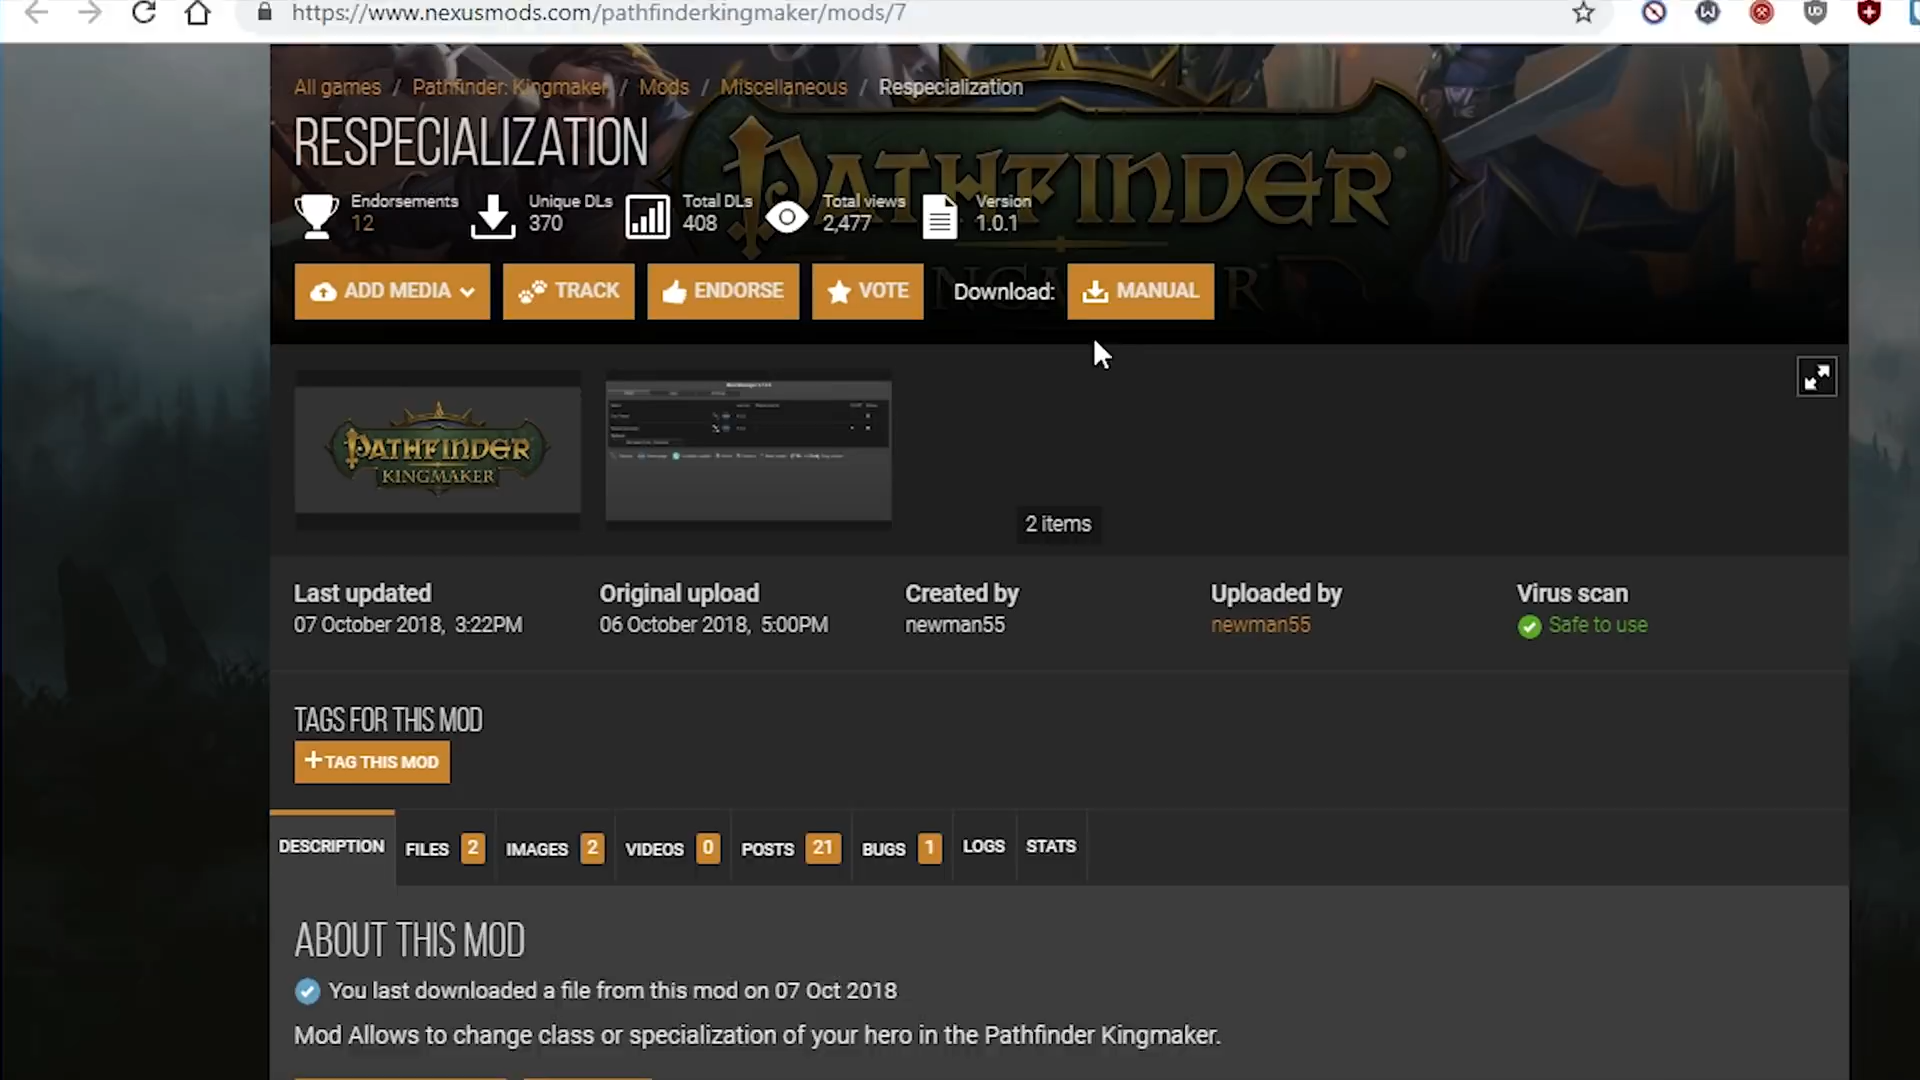 https://www.nexusmods.com/pathfinderkingmaker/mods/7
All games / Pathfinder: Kingmaker / Mods / Miscellaneous / Respecialization
RESPECIALIZATION
PATHFINDER
Endorsements
12
Unique DLs
370
Total DLs
408
Total views
2,477
Version
1.0.1
ADD MEDIA
TRACK
ENDORSE
VOTE
Download:
MANUAL
PATHFINDER
KINGMAKER
2 items
Last updated
07 October 2018, 3:22PM
Original upload
06 October 2018, 5:00PM
Created by
newman55
Uploaded by
newman55
Virus scan
Safe to use
TAGS FOR THIS MOD
+TAG THIS MOD
DESCRIPTION
FILES 2
IMAGES 2
VIDEOS 0
POSTS 21
BUGS 1
LOGS
STATS
ABOUT THIS MOD
You last downloaded a file from this mod on 07 Oct 2018
Mod Allows to change class or specialization of your hero in the Pathfinder Kingmaker.